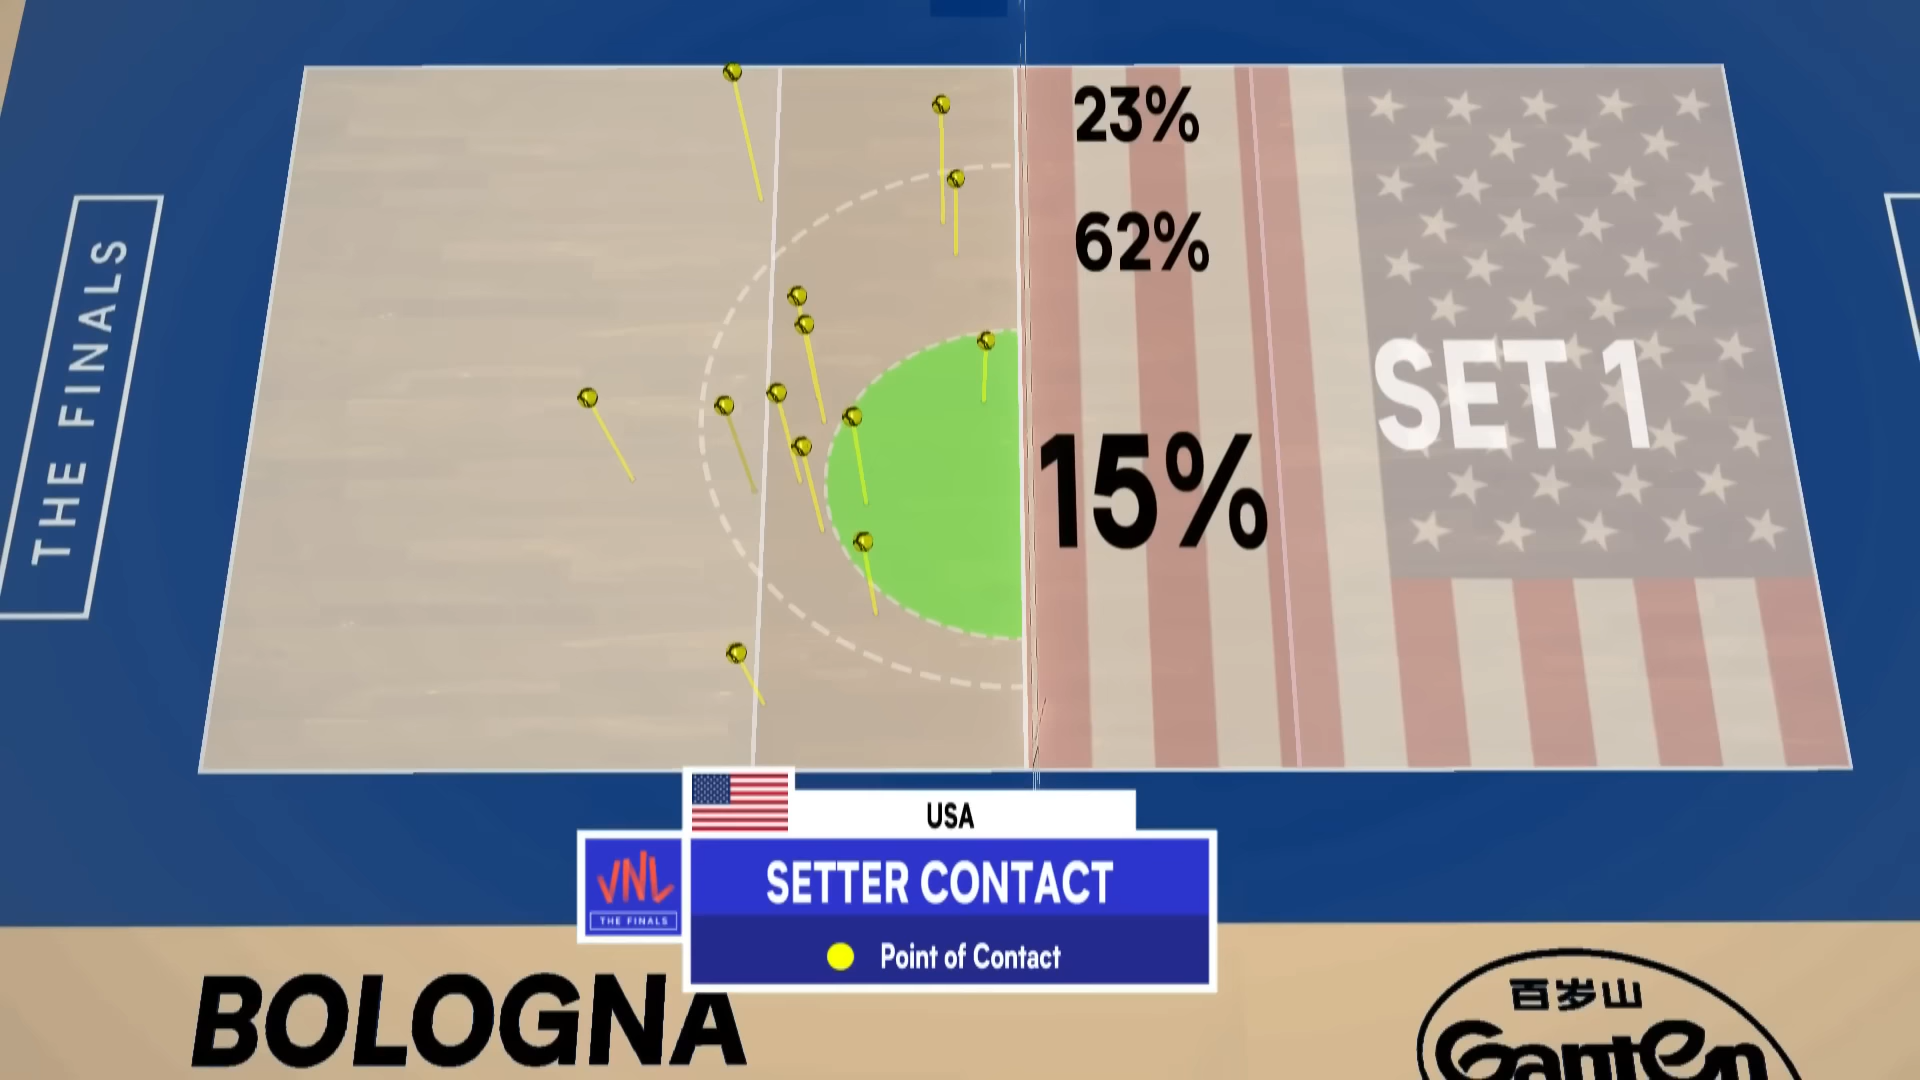 23%
62%
15%
SET 1
THE FINALS
USA
VNL
THE FINALS
SETTER CONTACT
Point of Contact
BOLOGNA
百岁山
Ganten